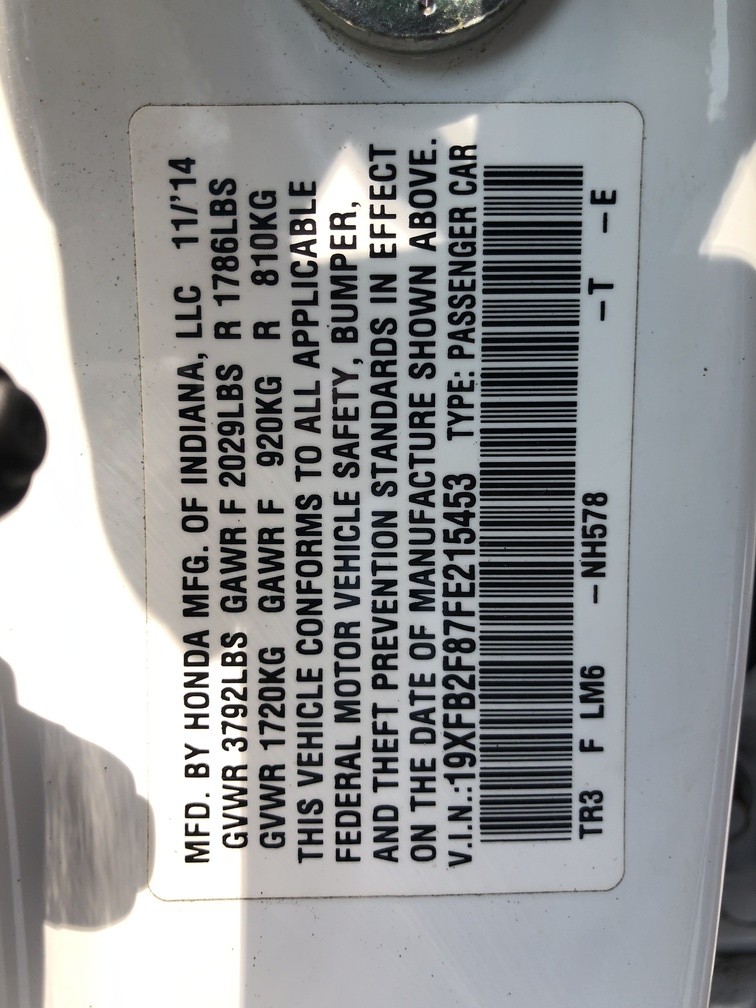 MFD. BY HONDA MFG. OF INDIANA, LLC 11/'14
GVWR 3792LBS GAWR F 2029LBS R 1786LBS
GVWR 1720KG GAWR F 920KG R 810KG
THIS VEHICLE CONFORMS TO ALL APPLICABLE
FEDERAL MOTOR VEHICLE SAFETY, BUMPER,
AND THEFT PREVENTION STANDARDS IN EFFECT
ON THE DATE OF MANUFACTURE SHOWN ABOVE.
V.I.N.:19XFB2F87FE215453 TYPE: PASSENGER CAR
TR3 F LM6 –NH578 –T –E